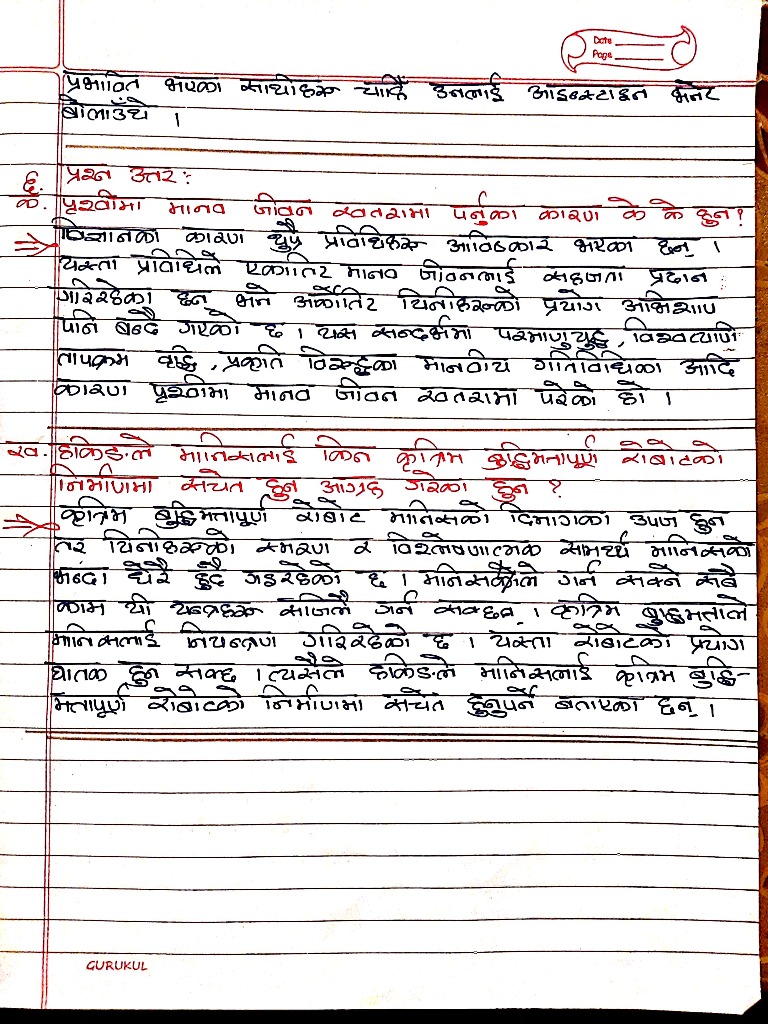 Date
Page
प्रभावित भएका साथीहरू चाहिँ उनलाई आइन्स्टाइन भनेर
बोलाउँथे ।
६. प्रश्न उत्तर :
क. पृथ्वीमा मानव जीवन खतरामा पर्नुका कारण के के हुन् ?
विज्ञानका कारण थुप्रै प्रविधिहरू आविष्कार भएका छन् ।
यस्ता प्रविधिले एकातिर मानव जीवनलाई सहजता प्रदान
गरिरहेका छन् भने अर्कोतिर यिनीहरूको प्रयोग अभिशाप
पनि बन्दै गएको छ । यस सन्दर्भमा परमाणुयुद्ध, विश्वव्यापी
तापक्रम वृद्धि, प्रकृति विरुद्धका मानवीय गतिविधिका आदि
कारण पृथ्वीमा मानव जीवन खतरामा परेको हो ।
ख. हकिङले मानिसलाई किन कृत्रिम बुद्धिमतापूर्ण रोबोटको
निर्माणमा सचेत हुन आग्रह गरेका हुन् ?
कृत्रिम बुद्धिमतापूर्ण रोबोट मानिसको दिमागका उपज हुन
तर यिनीहरूको स्मरण र विश्लेषणात्मक सामर्थ्य मानिसको
भन्दा धेरै हुँदै गइरहेको छ । मानिसले गर्न सक्ने सबै
काम यी यन्त्रहरू सजिलै गर्न सक्छन् । कृत्रिम बुद्धिमताले
मानिसलाई नियन्त्रण गरिरहेको छ । यस्ता रोबोटको प्रयोग
घातक हुन सक्छ । त्यसैले हकिङले मानिसलाई कृत्रिम बुद्धि-
मतापूर्ण रोबोटको निर्माणमा सचेत हुनुपर्ने बताएका छन् ।
GURUKUL